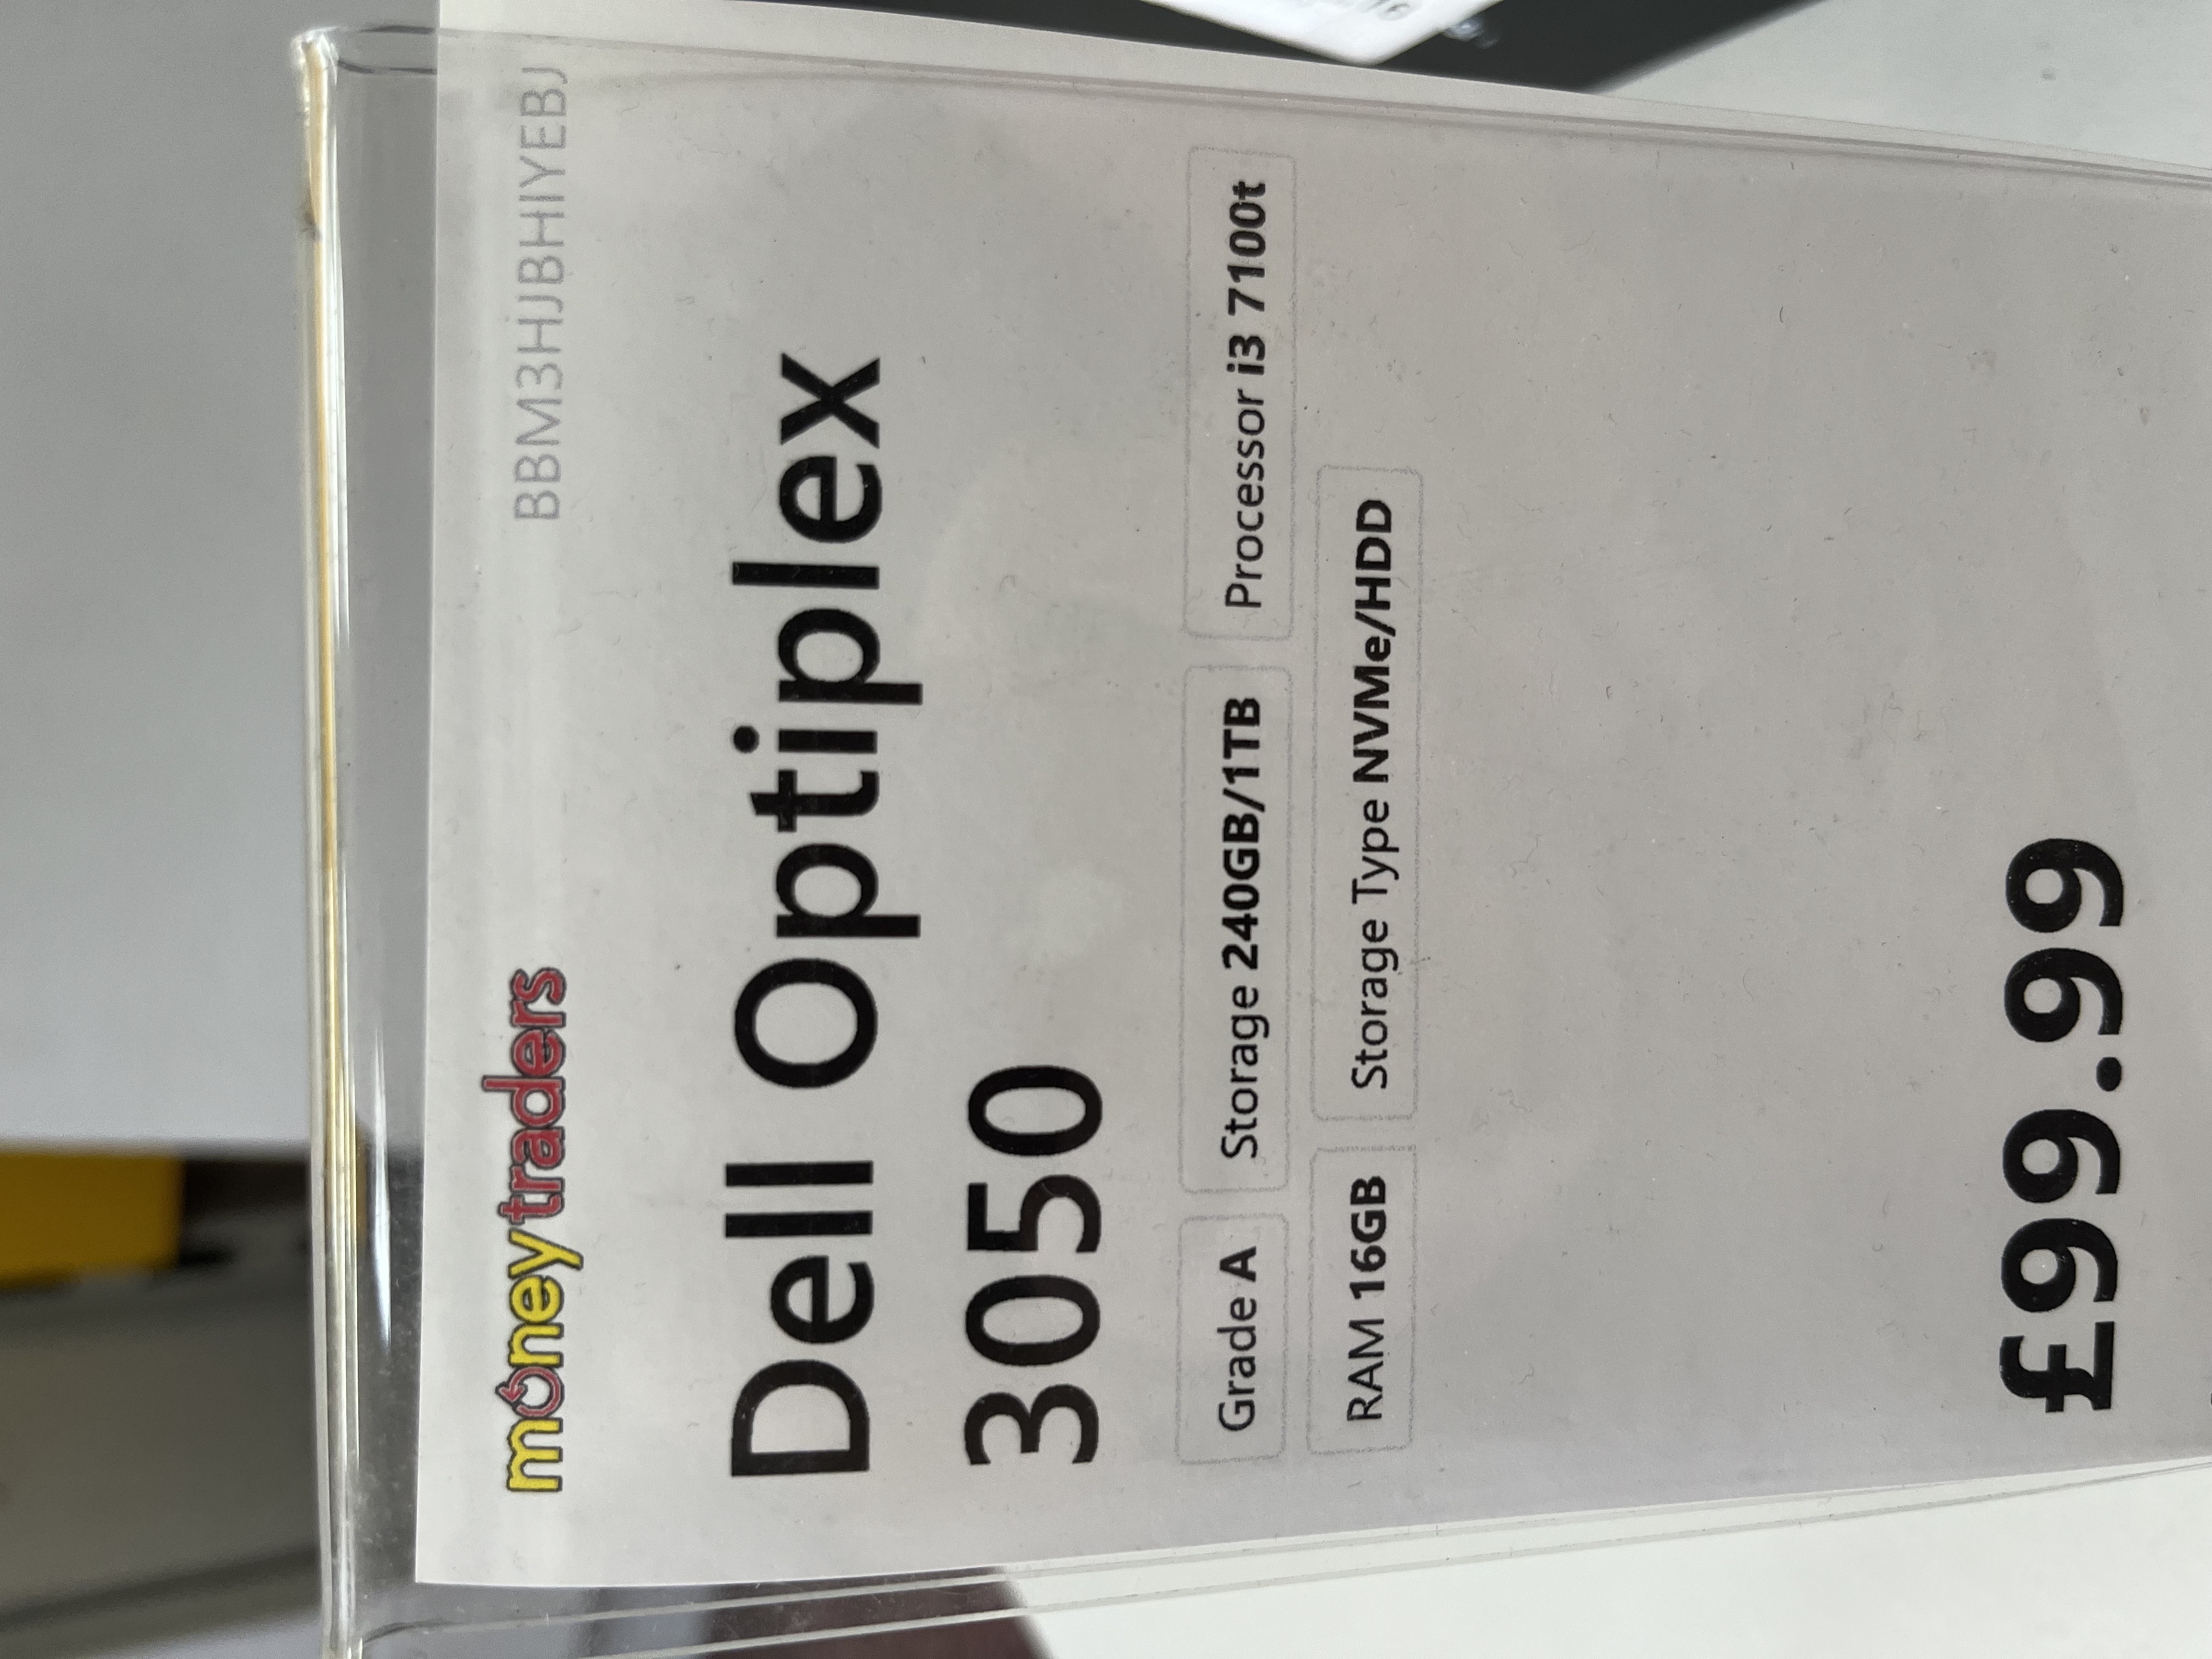 moneytraders BBM3HJBHIYEBJ
Dell Optiplex
3050
Grade A Storage 240GB/1TB Processor i3 7100t
RAM 16GB Storage Type NVMe/HDD
£99.99